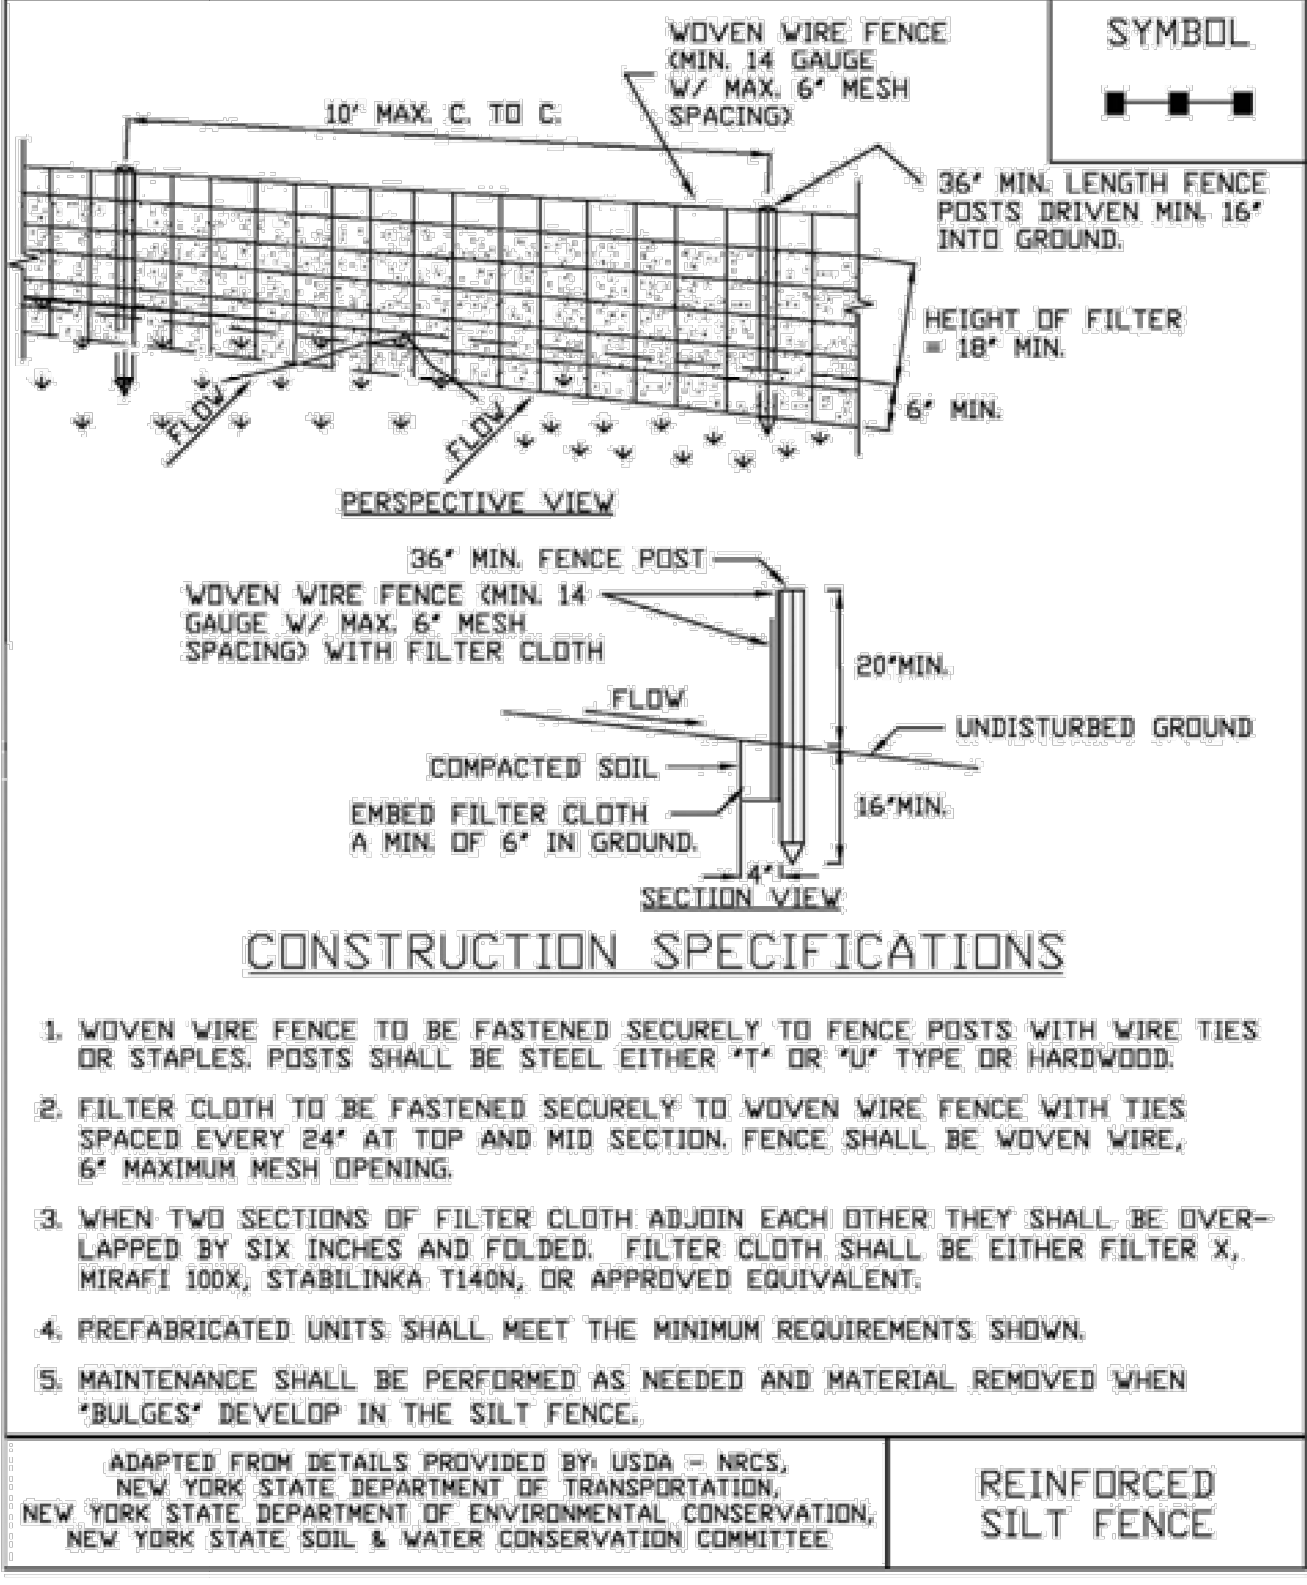 WOVEN WIRE FENCE
(MIN. 14 GAUGE
W/ MAX. 6" MESH
SPACING)
SYMBOL
10' MAX. C. TO C.
36" MIN. LENGTH FENCE
POSTS DRIVEN MIN. 16"
INTO GROUND.
HEIGHT OF FILTER
= 18" MIN.
6" MIN.
FLOW
FLOW
PERSPECTIVE VIEW
36" MIN. FENCE POST
WOVEN WIRE FENCE (MIN. 14
GAUGE W/ MAX. 6" MESH
SPACING) WITH FILTER CLOTH
20"MIN.
FLOW
UNDISTURBED GROUND
COMPACTED SOIL
16"MIN.
EMBED FILTER CLOTH
A MIN. OF 6" IN GROUND.
4"
SECTION VIEW
CONSTRUCTION SPECIFICATIONS
1. WOVEN WIRE FENCE TO BE FASTENED SECURELY TO FENCE POSTS WITH WIRE TIES
OR STAPLES. POSTS SHALL BE STEEL EITHER "T" OR "U" TYPE OR HARDWOOD.
2. FILTER CLOTH TO BE FASTENED SECURELY TO WOVEN WIRE FENCE WITH TIES
SPACED EVERY 24" AT TOP AND MID SECTION. FENCE SHALL BE WOVEN WIRE,
6" MAXIMUM MESH OPENING.
3. WHEN TWO SECTIONS OF FILTER CLOTH ADJOIN EACH OTHER THEY SHALL BE OVER-
LAPPED BY SIX INCHES AND FOLDED. FILTER CLOTH SHALL BE EITHER FILTER X,
MIRAFI 100X, STABILINKA T140N, OR APPROVED EQUIVALENT.
4. PREFABRICATED UNITS SHALL MEET THE MINIMUM REQUIREMENTS SHOWN.
5. MAINTENANCE SHALL BE PERFORMED AS NEEDED AND MATERIAL REMOVED WHEN
"BULGES" DEVELOP IN THE SILT FENCE.
ADAPTED FROM DETAILS PROVIDED BY: USDA - NRCS,
NEW YORK STATE DEPARTMENT OF TRANSPORTATION,
NEW YORK STATE DEPARTMENT OF ENVIRONMENTAL CONSERVATION,
NEW YORK STATE SOIL & WATER CONSERVATION COMMITTEE
REINFORCED
SILT FENCE